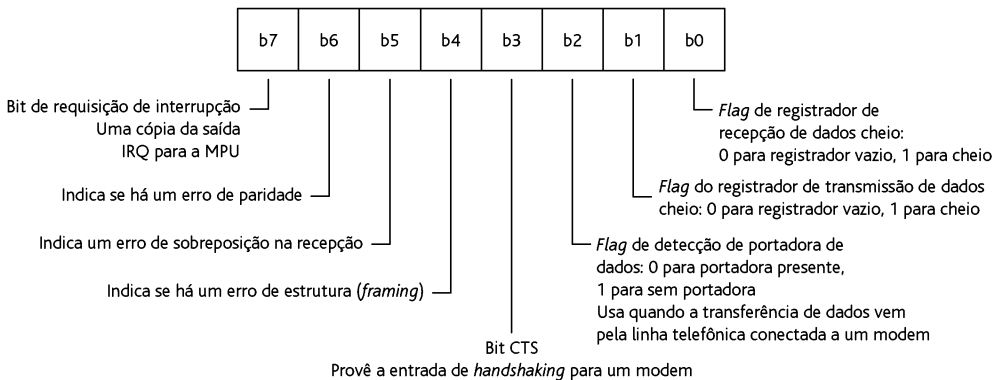 b7 b6 b5 b4 b3 b2 b1 b0
Bit de requisição de interrupção
Uma cópia da saída
IRQ para a MPU
Indica se há um erro de paridade
Indica um erro de sobreposição na recepção
Indica se há um erro de estrutura (framing)
Bit CTS
Provê a entrada de handshaking para um modem
Flag de registrador de
recepção de dados cheio:
0 para registrador vazio, 1 para cheio
Flag do registrador de transmissão de dados
cheio: 0 para registrador vazio, 1 para cheio
Flag de detecção de portadora de
dados: 0 para portadora presente,
1 para sem portadora
Usa quando a transferência de dados vem
pela linha telefônica conectada a um modem